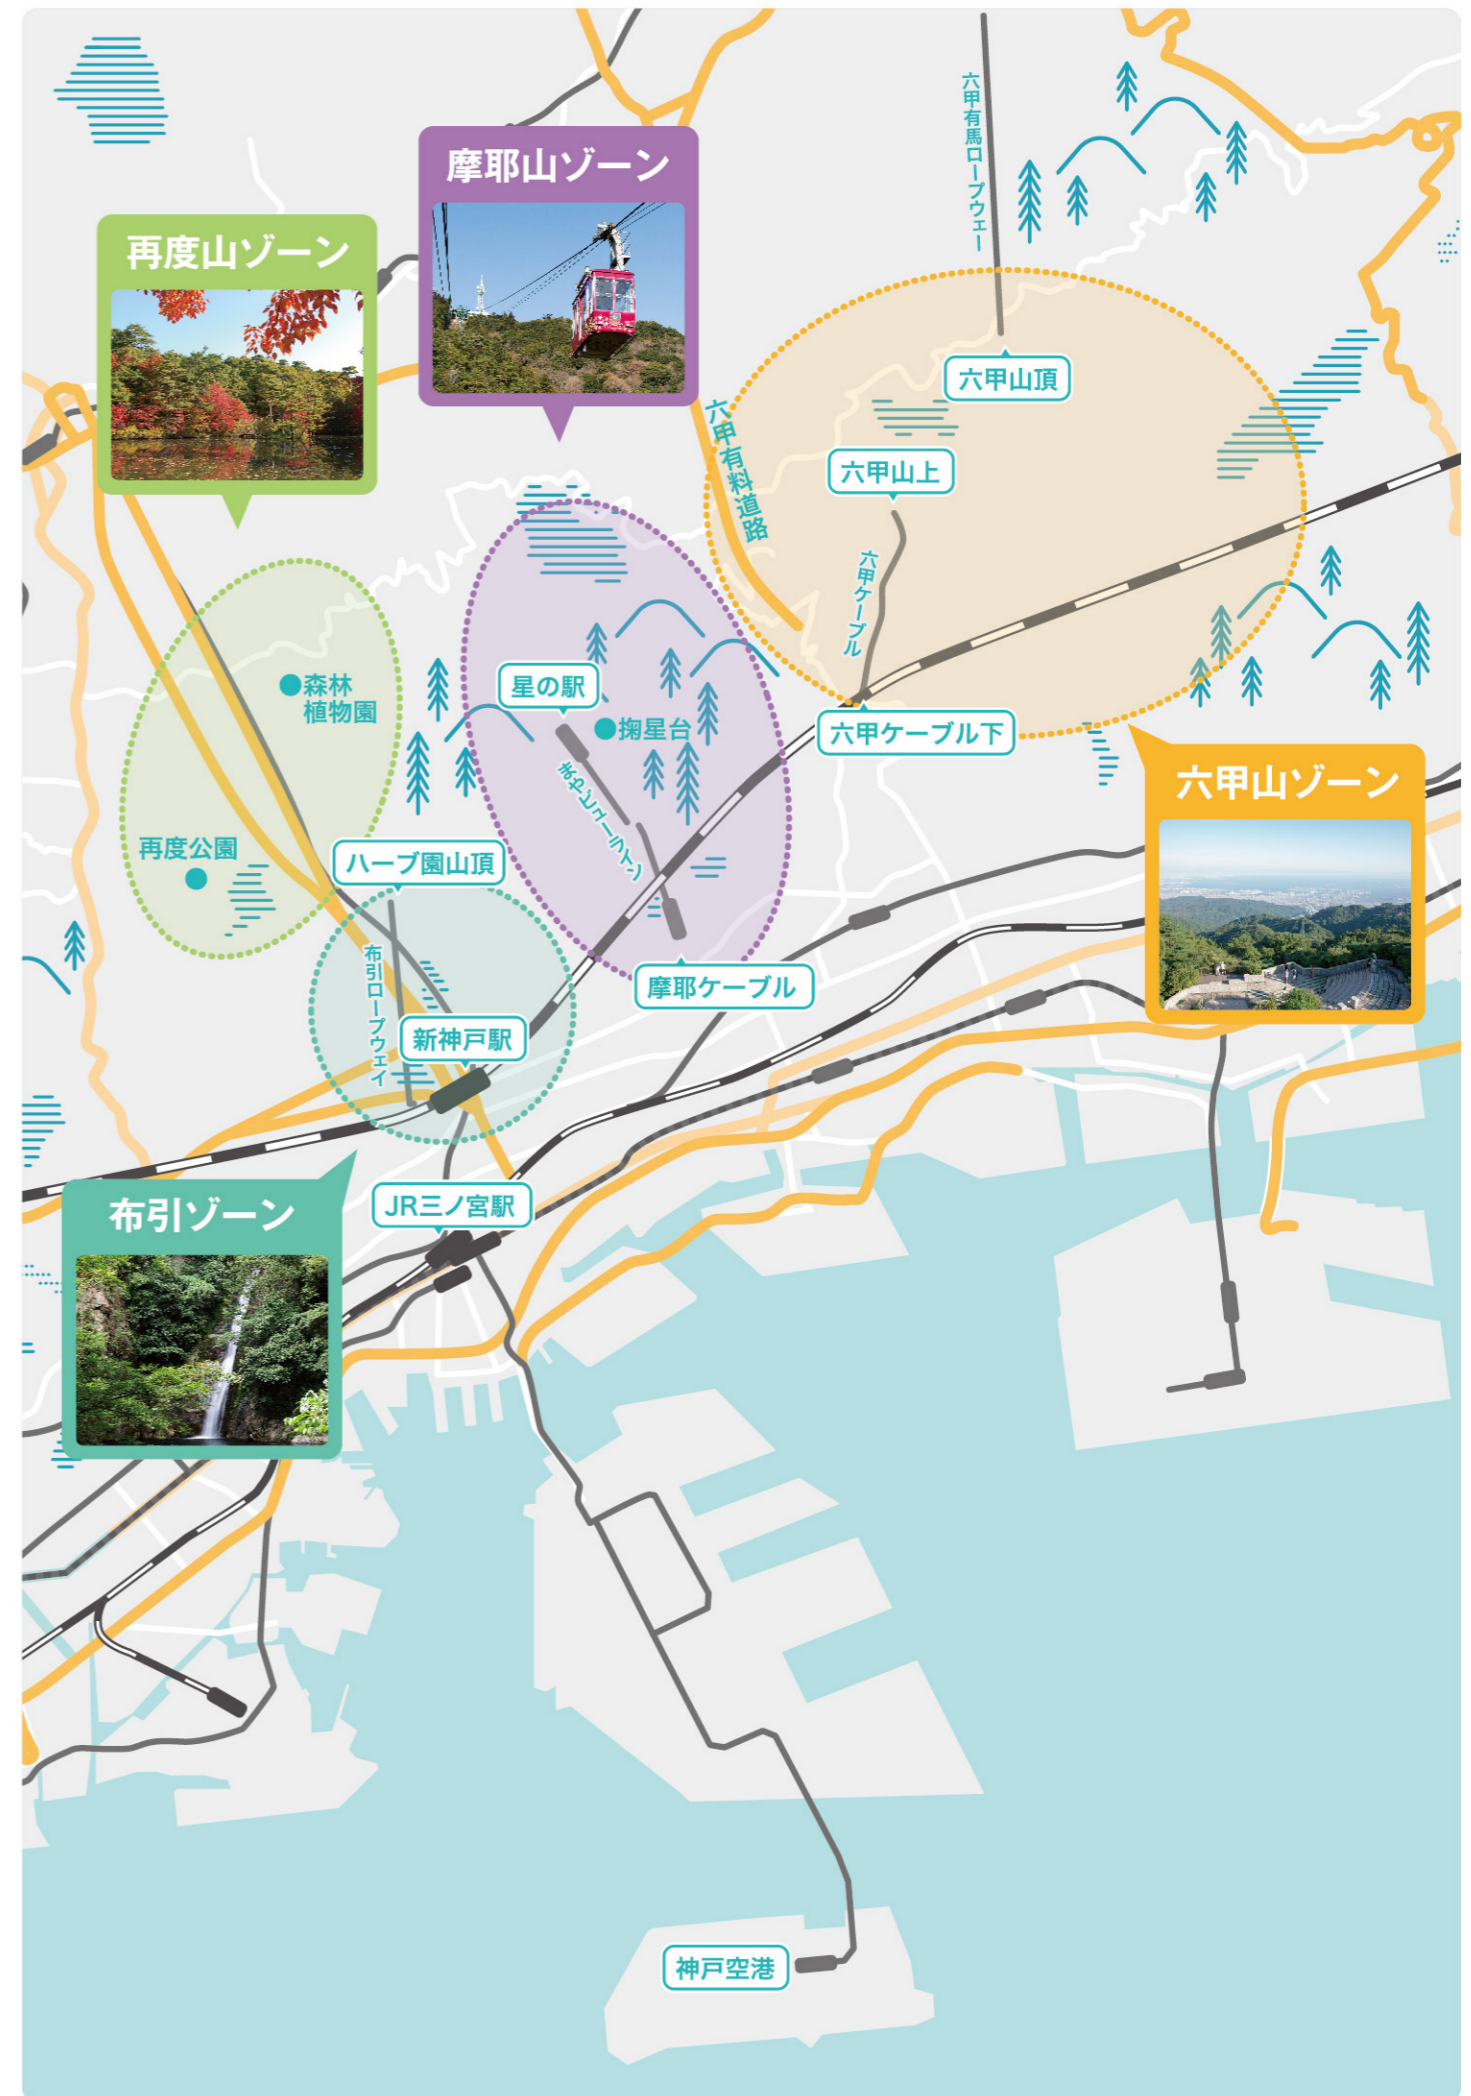 六甲有馬ロープウェー
摩耶山ゾーン
再度山ゾーン
六甲山頂
六甲有料道路
六甲山上
六甲ケーブル
森林
植物園
星の駅
掬星台
六甲ケーブル下
まやビューライン
六甲山ゾーン
再度公園
ハーブ園山頂
布引ロープウェイ
摩耶ケーブル
新神戸駅
布引ゾーン
JR三ノ宮駅
神戸空港